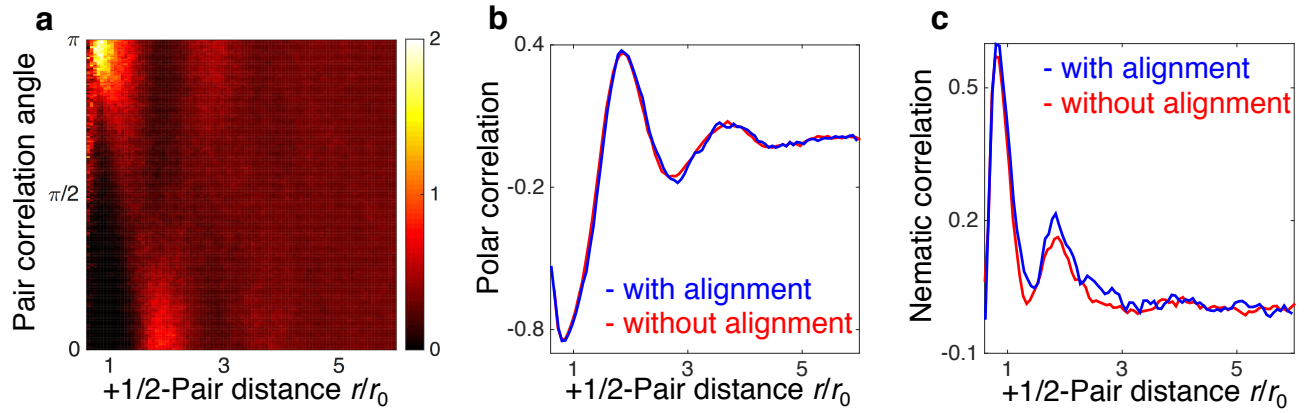 a
π
π/2
0
Pair correlation angle
1
3
5
+1/2-Pair distance r/r₀
2
1
0
b
0.4
-0.2
-0.8
Polar correlation
- with alignment
- without alignment
1
3
5
+1/2-Pair distance r/r₀
c
0.5
0.2
-0.1
Nematic correlation
- with alignment
- without alignment
1
3
5
+1/2-Pair distance r/r₀